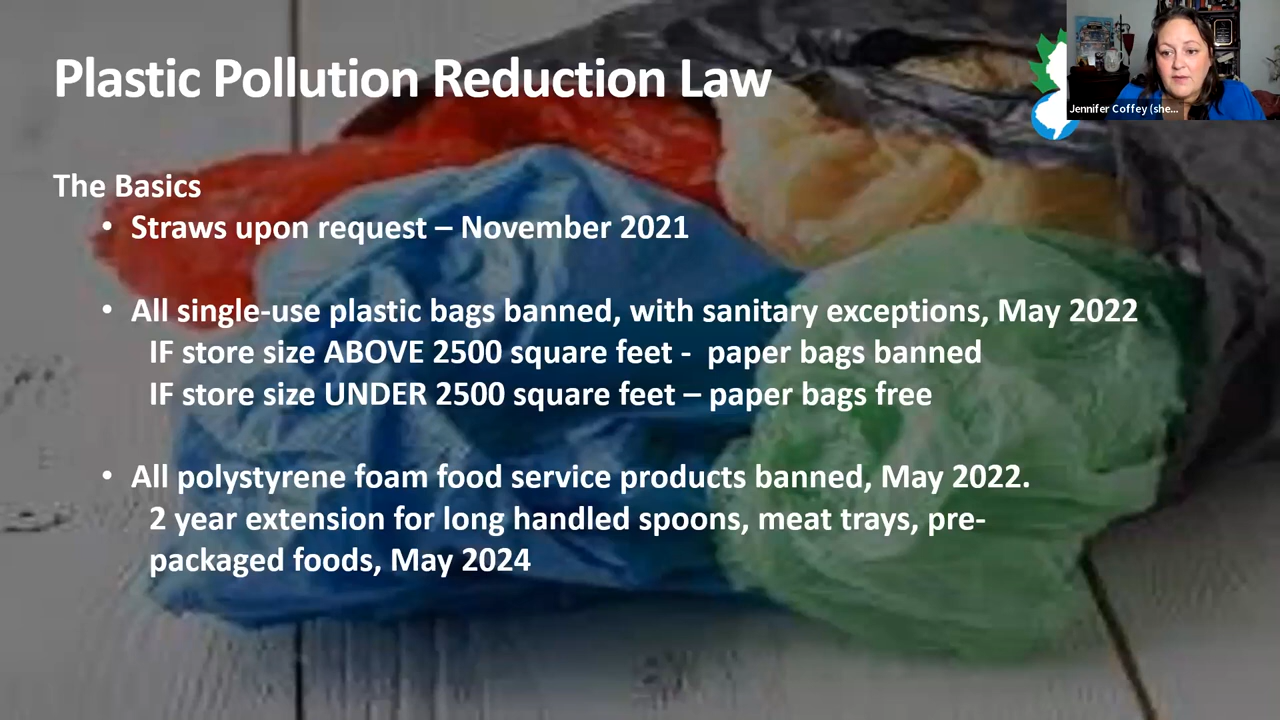 Plastic Pollution Reduction Law
Jennifer Coffey (she...
The Basics
• Straws upon request – November 2021
• All single-use plastic bags banned, with sanitary exceptions, May 2022
IF store size ABOVE 2500 square feet - paper bags banned
IF store size UNDER 2500 square feet – paper bags free
• All polystyrene foam food service products banned, May 2022.
2 year extension for long handled spoons, meat trays, pre-
packaged foods, May 2024